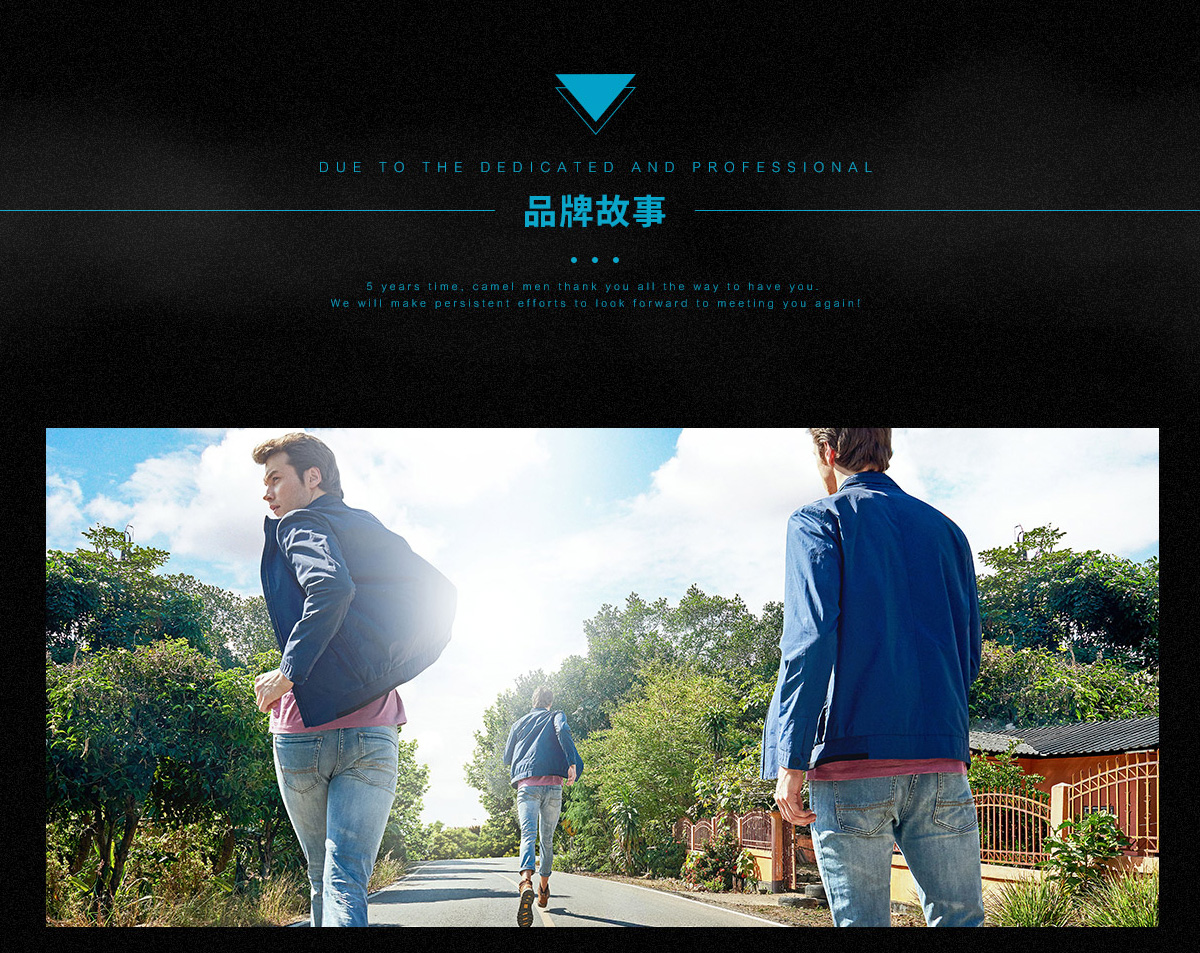 DUE TO THE DEDICATED AND PROFESSIONAL
品牌故事
5 years time, camel men thank you all the way to have you.
We will make persistent efforts to look forward to meeting you again!